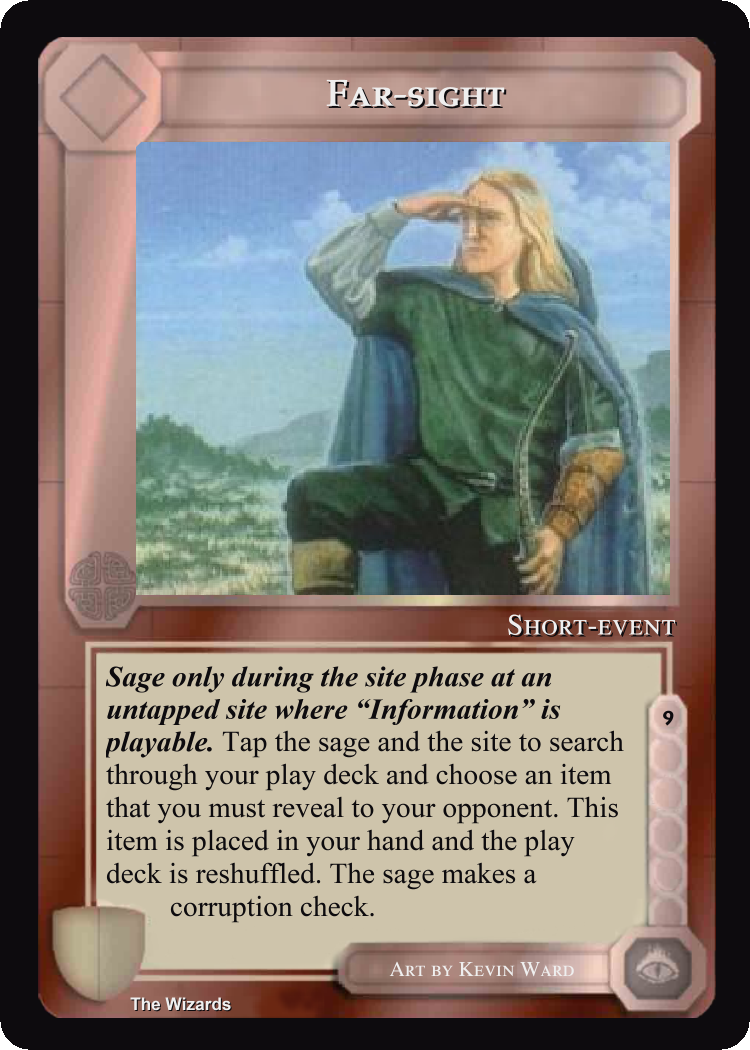 Far-sight
Short-event
Sage only during the site phase at an
untapped site where “Information” is
playable. Tap the sage and the site to search
through your play deck and choose an item
that you must reveal to your opponent. This
item is placed in your hand and the play
deck is reshuffled. The sage makes a
corruption check.
9
Art by Kevin Ward
The Wizards